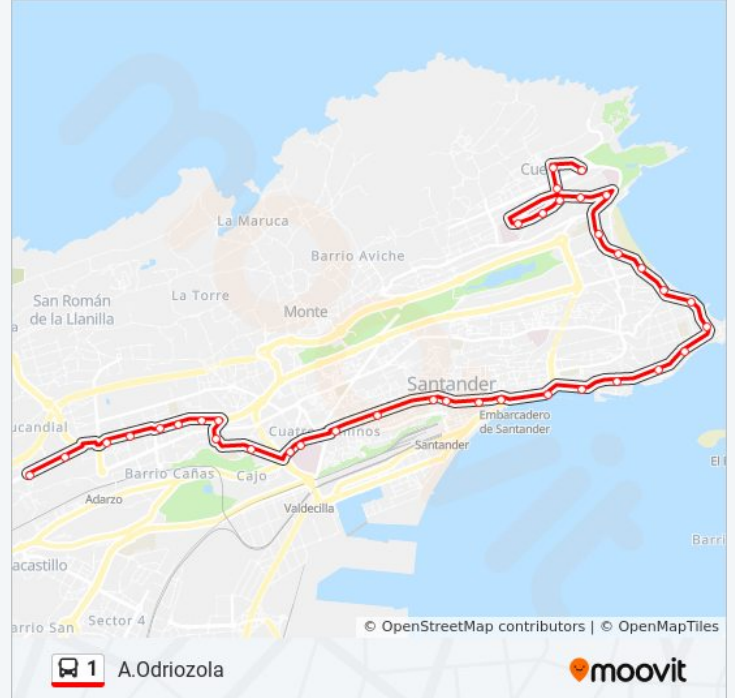 Cue
La Maruca
Barrio Aviche
San Román
de la Llanilla
La Torre
Monte
a
Santander
ucandial
Cuatro
minos
Embarcadero
de Santander
Santander
Barrio Cañas
Cajo
El
Adarzo
Valdecilla
Barri
acastillo
Sector 4
arrio San
© OpenStreetMap contributors | © OpenMapTiles
1 A.Odriozola
moovit